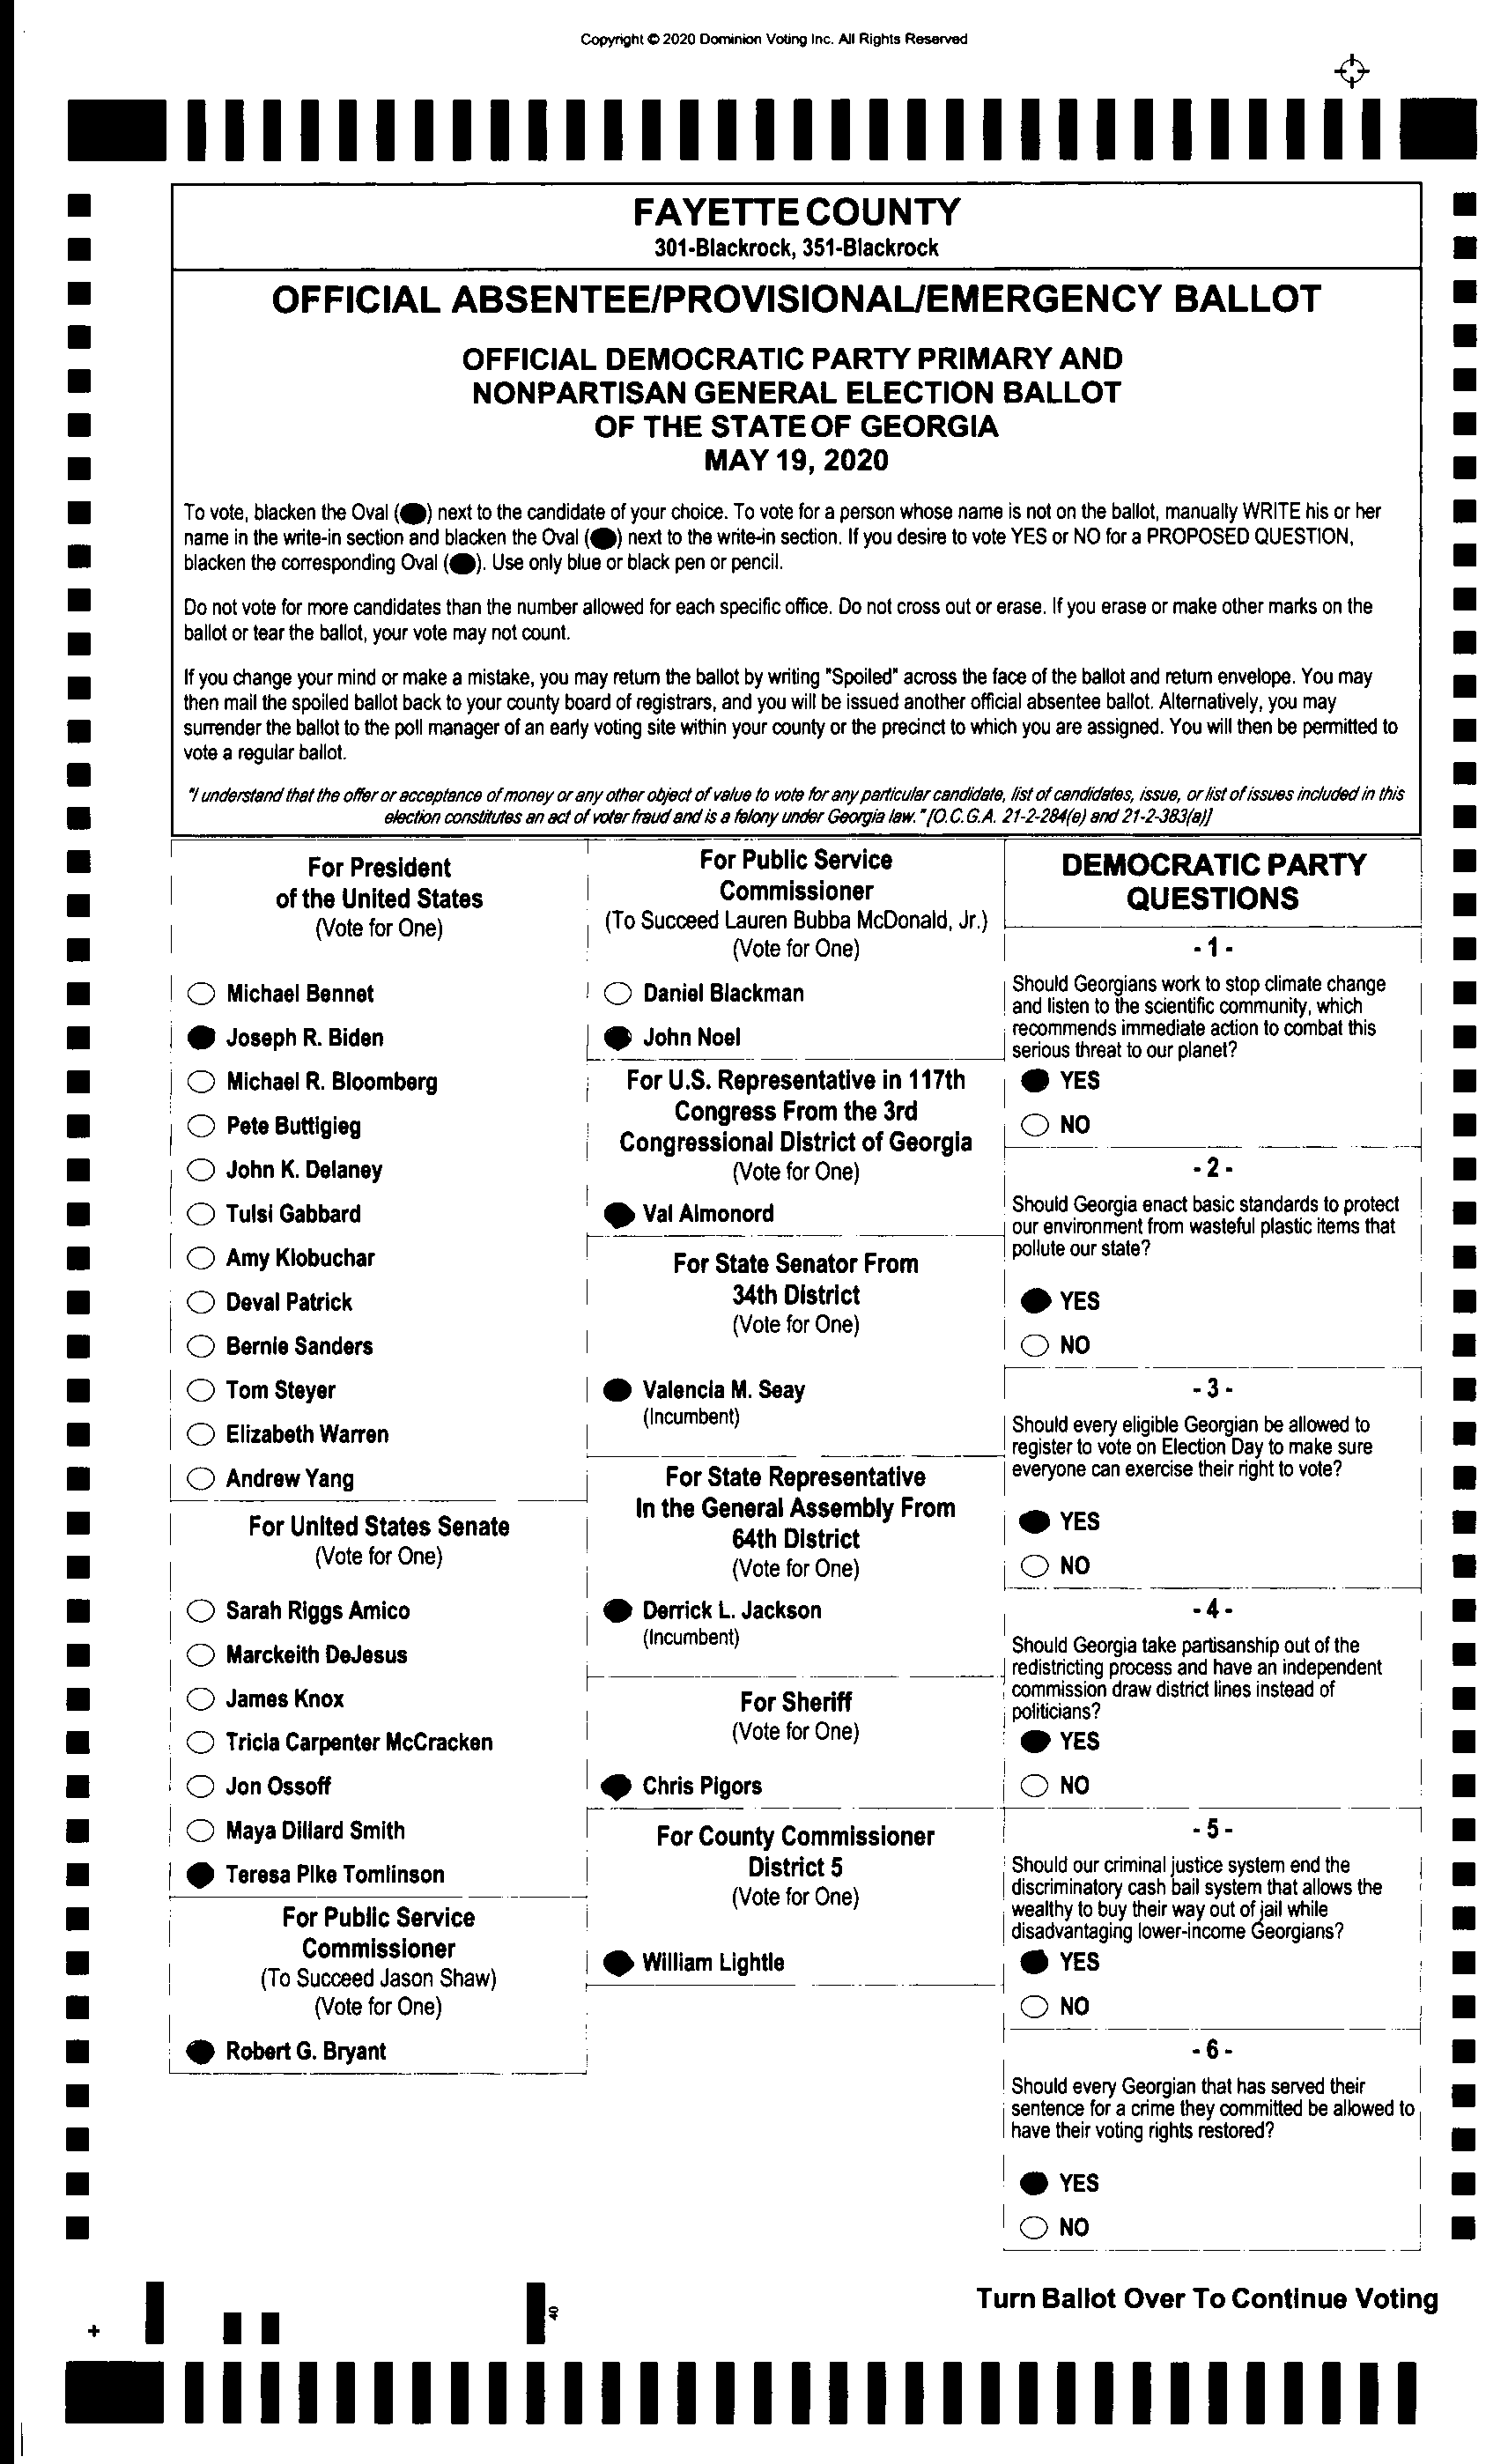 Copyright © 2020 Dominion Voting Inc. All Rights Reserved
FAYETTE COUNTY
301-Blackrock, 351-Blackrock
OFFICIAL ABSENTEE/PROVISIONAL/EMERGENCY BALLOT
OFFICIAL DEMOCRATIC PARTY PRIMARY AND
NONPARTISAN GENERAL ELECTION BALLOT
OF THE STATE OF GEORGIA
MAY 19, 2020
To vote, blacken the Oval ( ) next to the candidate of your choice. To vote for a person whose name is not on the ballot, manually WRITE his or her
name in the write-in section and blacken the Oval ( ) next to the write-in section. If you desire to vote YES or NO for a PROPOSED QUESTION,
blacken the corresponding Oval ( ). Use only blue or black pen or pencil.
Do not vote for more candidates than the number allowed for each specific office. Do not cross out or erase. If you erase or make other marks on the
ballot or tear the ballot, your vote may not count.
If you change your mind or make a mistake, you may return the ballot by writing "Spoiled" across the face of the ballot and return envelope. You may
then mail the spoiled ballot back to your county board of registrars, and you will be issued another official absentee ballot. Alternatively, you may
surrender the ballot to the poll manager of an early voting site within your county or the precinct to which you are assigned. You will then be permitted to
vote a regular ballot.
"I understand that the offer or acceptance of money or any other object of value to vote for any particular candidate, list of candidates, issue, or list of issues included in this
election constitutes an act of voter fraud and is a felony under Georgia law." [O.C.G.A. 21-2-284(e) and 21-2-383(a)]
For President
of the United States
(Vote for One)
Michael Bennet
Joseph R. Biden
Michael R. Bloomberg
Pete Buttigieg
John K. Delaney
Tulsi Gabbard
Amy Klobuchar
Deval Patrick
Bernie Sanders
Tom Steyer
Elizabeth Warren
Andrew Yang
For United States Senate
(Vote for One)
Sarah Riggs Amico
Marckeith DeJesus
James Knox
Tricia Carpenter McCracken
Jon Ossoff
Maya Dillard Smith
Teresa Pike Tomlinson
For Public Service
Commissioner
(To Succeed Jason Shaw)
(Vote for One)
Robert G. Bryant
For Public Service
Commissioner
(To Succeed Lauren Bubba McDonald, Jr.)
(Vote for One)
Daniel Blackman
John Noel
For U.S. Representative in 117th
Congress From the 3rd
Congressional District of Georgia
(Vote for One)
Val Almonord
For State Senator From
34th District
(Vote for One)
Valencia M. Seay
(Incumbent)
For State Representative
In the General Assembly From
64th District
(Vote for One)
Derrick L. Jackson
(Incumbent)
For Sheriff
(Vote for One)
Chris Pigors
For County Commissioner
District 5
(Vote for One)
William Lightle
DEMOCRATIC PARTY
QUESTIONS
- 1 -
Should Georgians work to stop climate change
and listen to the scientific community, which
recommends immediate action to combat this
serious threat to our planet?
YES
NO
- 2 -
Should Georgia enact basic standards to protect
our environment from wasteful plastic items that
pollute our state?
YES
NO
- 3 -
Should every eligible Georgian be allowed to
register to vote on Election Day to make sure
everyone can exercise their right to vote?
YES
NO
- 4 -
Should Georgia take partisanship out of the
redistricting process and have an independent
commission draw district lines instead of
politicians?
YES
NO
- 5 -
Should our criminal justice system end the
discriminatory cash bail system that allows the
wealthy to buy their way out of jail while
disadvantaging lower-income Georgians?
YES
NO
- 6 -
Should every Georgian that has served their
sentence for a crime they committed be allowed to
have their voting rights restored?
YES
NO
Turn Ballot Over To Continue Voting
40
+